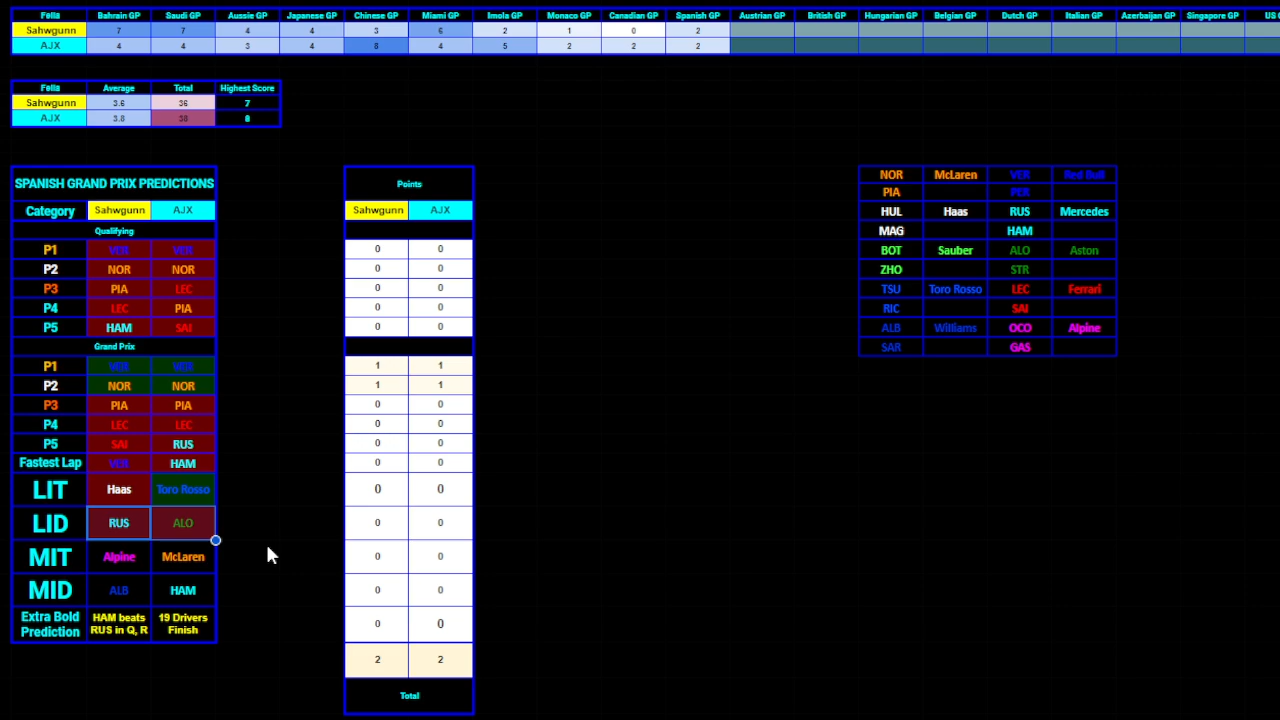 Fella Bahrain GP Saudi GP Aussie GP Japanese GP Chinese GP Miami GP Imola GP Monaco GP Canadian GP Spanish GP Austrian GP British GP Hungarian GP Belgian GP Dutch GP Italian GP Azerbaijan GP Singapore GP US
Sahwgunn 7 7 4 4 3 6 2 1 0 2
AJX 4 4 3 4 8 4 5 2 2 2
Fella Average Total Highest Score
Sahwgunn 3.6 36 7
AJX 3.8 38 8
SPANISH GRAND PRIX PREDICTIONS
Category Sahwgunn AJX
Qualifying
P1 VER VER
P2 NOR NOR
P3 PIA LEC
P4 LEC PIA
P5 HAM SAI
Grand Prix
P1 VER VER
P2 NOR NOR
P3 PIA PIA
P4 LEC LEC
P5 SAI RUS
Fastest Lap VER HAM
LIT Haas Toro Rosso
LID RUS ALO
MIT Alpine McLaren
MID ALB HAM
Extra Bold Prediction HAM beats RUS in Q, R 19 Drivers Finish
Points
Sahwgunn AJX
0 0
0 0
0 0
0 0
0 0
1 1
1 1
0 0
0 0
0 0
0 0
0 0
0 0
0 0
0 0
0 0
2 2
Total
NOR McLaren VER Red Bull
PIA PER
HUL Haas RUS Mercedes
MAG HAM
BOT Sauber ALO Aston
ZHO STR
TSU Toro Rosso LEC Ferrari
RIC SAI
ALB Williams OCO Alpine
SAR GAS